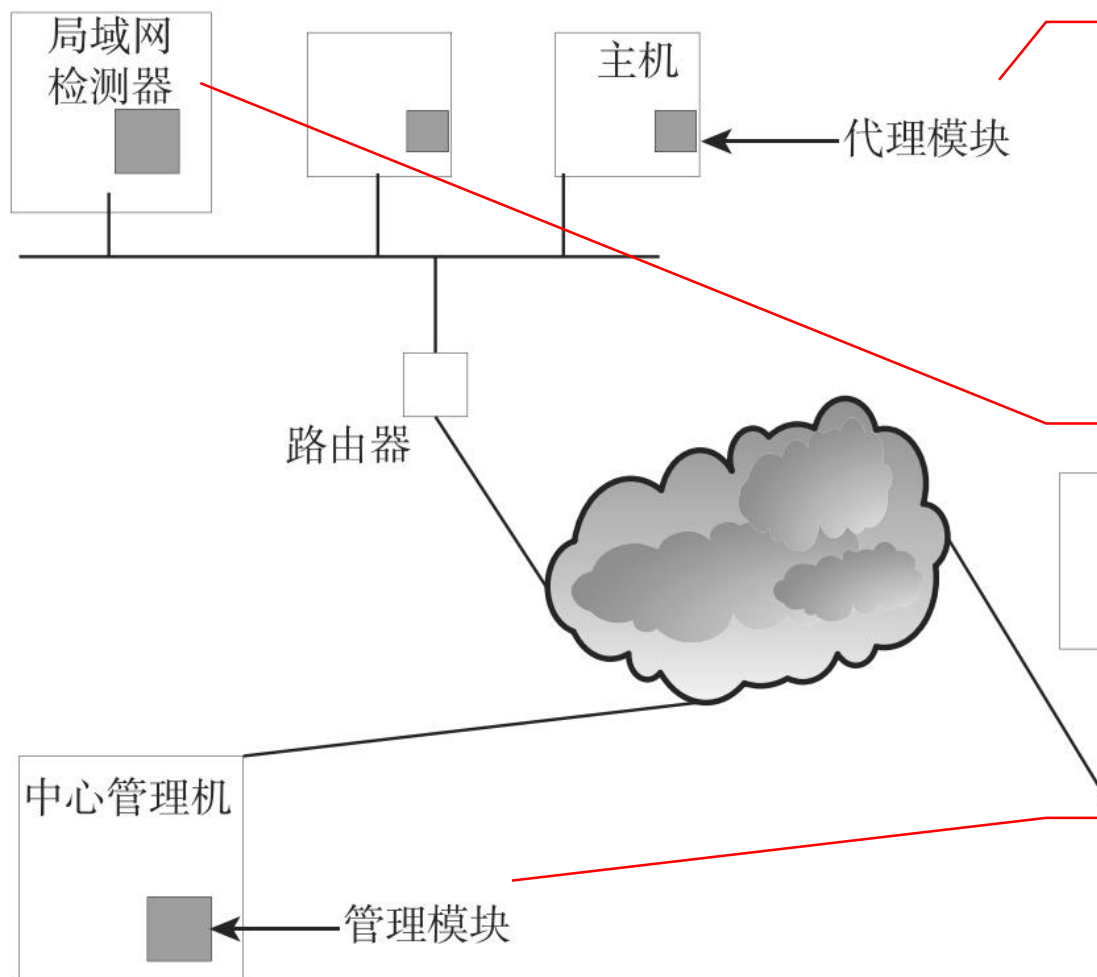 局域网
检测器
主机
代理模块
路由器
中心管理机
管理模块